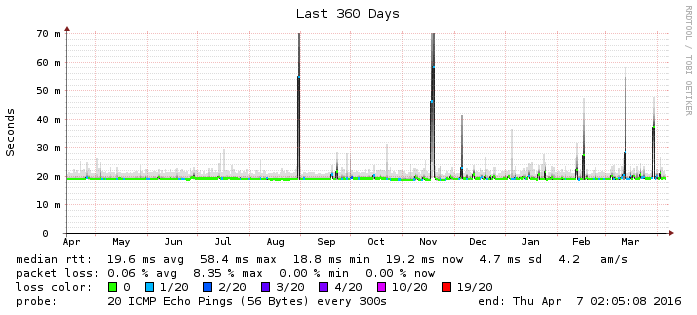 Last 360 Days
RRDTOOL / TOBI OETIKER
Seconds
70 m
60 m
50 m
40 m
30 m
20 m
10 m
0
Apr May Jun Jul Aug Sep Oct Nov Dec Jan Feb Mar
median rtt: 19.6 ms avg 58.4 ms max 18.8 ms min 19.2 ms now 4.7 ms sd 4.2 am/s
packet loss: 0.06 % avg 8.35 % max 0.00 % min 0.00 % now
loss color: 0 1/20 2/20 3/20 4/20 10/20 19/20
probe: 20 ICMP Echo Pings (56 Bytes) every 300s end: Thu Apr 7 02:05:08 2016